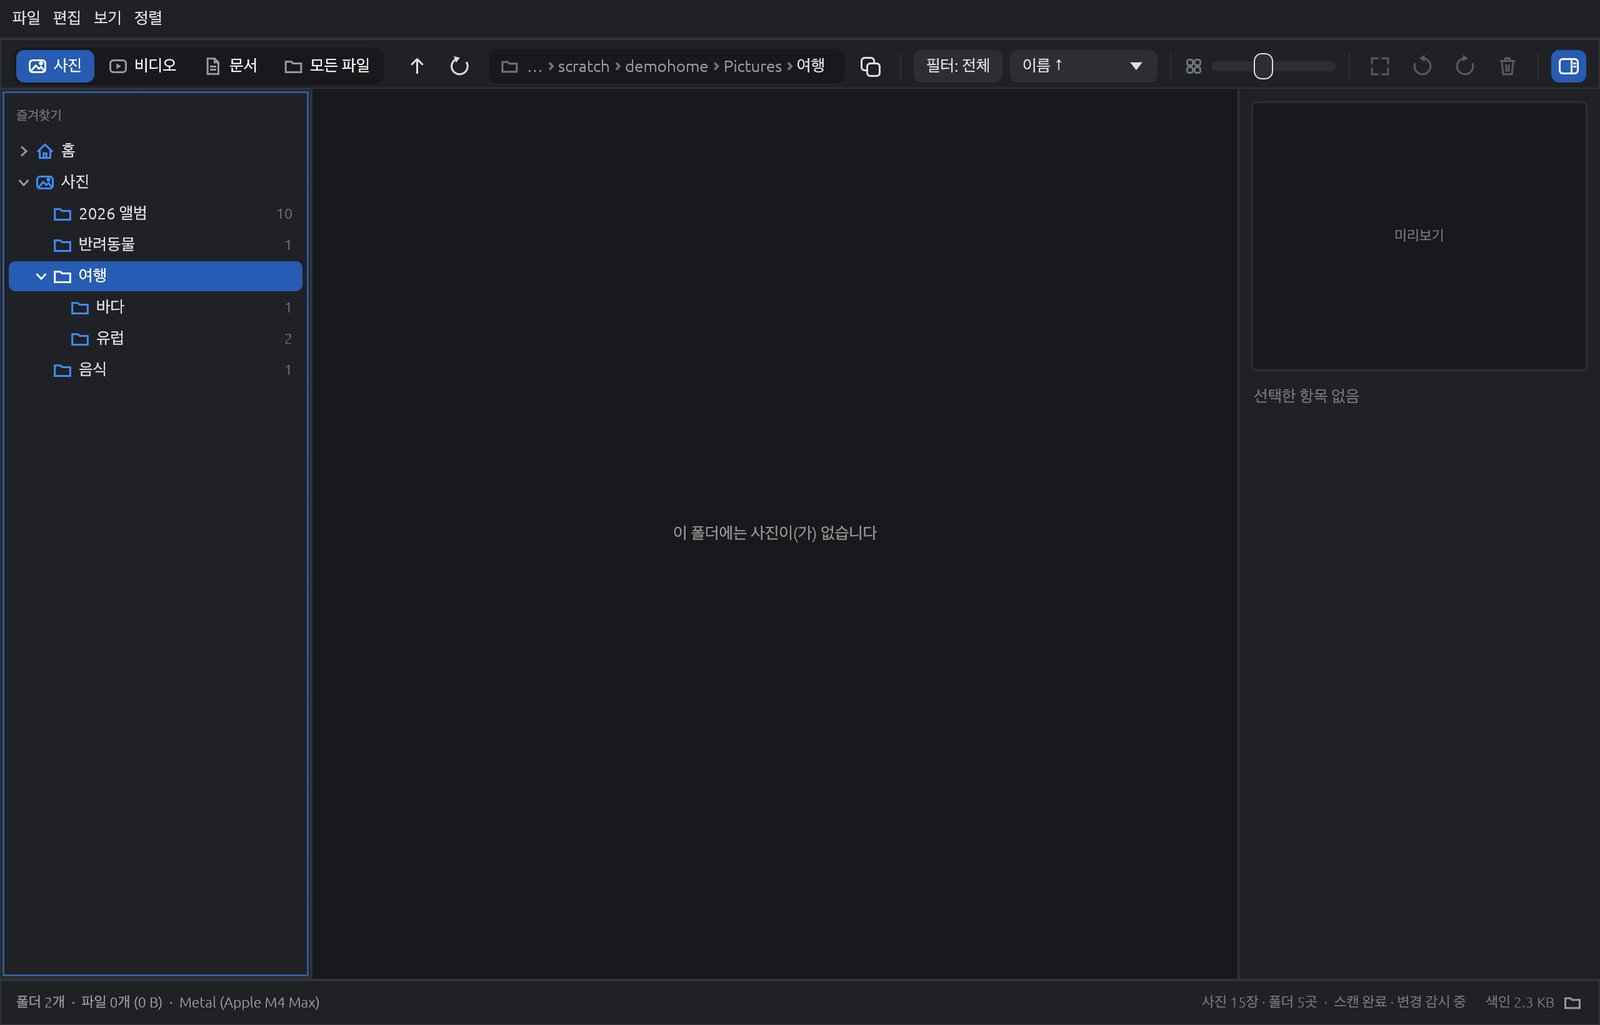 파일 편집 보기 정렬
사진 비디오 문서 모든 파일 … › scratch › demohome › Pictures › 여행 필터: 전체 이름 ↑
즐겨찾기
홈
사진
2026 앨범 10
반려동물 1
여행
바다 1
유럽 2
음식 1
이 폴더에는 사진이(가) 없습니다
미리보기
선택한 항목 없음
폴더 2개 · 파일 0개 (0 B) · Metal (Apple M4 Max)
사진 15장 · 폴더 5곳 · 스캔 완료 · 변경 감시 중 색인 2.3 KB